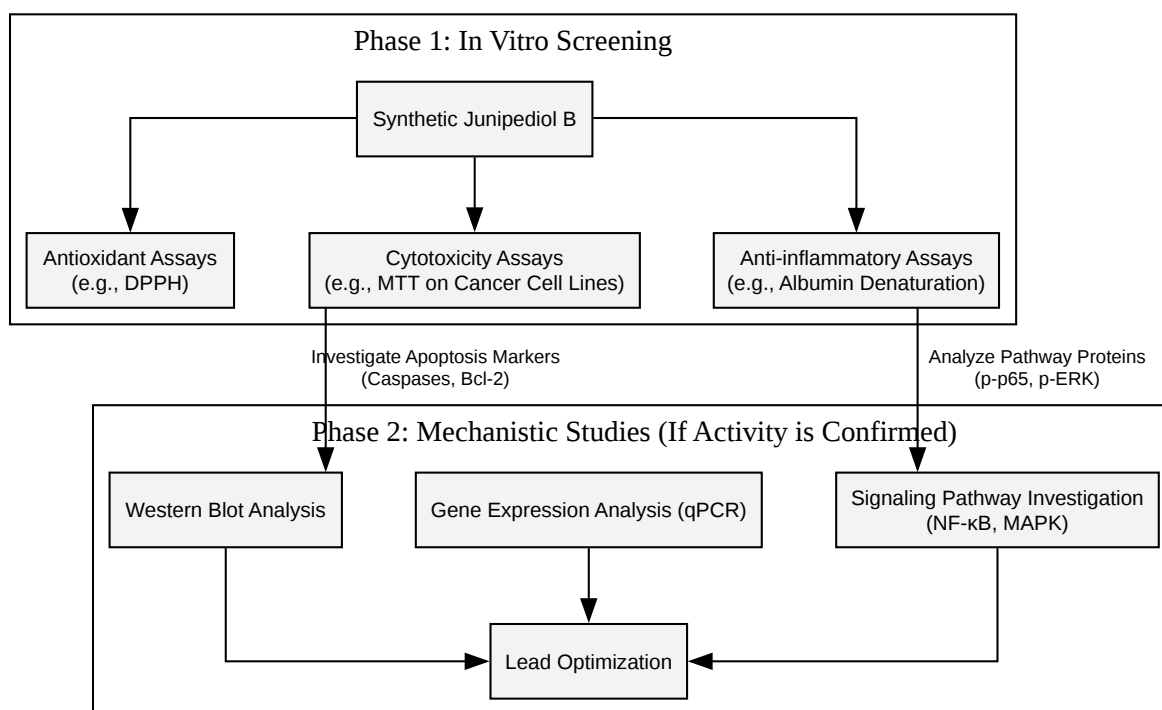 Phase 1: In Vitro Screening
Synthetic Junipediol B
Antioxidant Assays
(e.g., DPPH)
Cytotoxicity Assays
(e.g., MTT on Cancer Cell Lines)
Anti-inflammatory Assays
(e.g., Albumin Denaturation)
Investigate Apoptosis Markers
(Caspases, Bcl-2)
Analyze Pathway Proteins
(p-p65, p-ERK)
Phase 2: Mechanistic Studies (If Activity is Confirmed)
Western Blot Analysis
Gene Expression Analysis (qPCR)
Signaling Pathway Investigation
(NF-κB, MAPK)
Lead Optimization